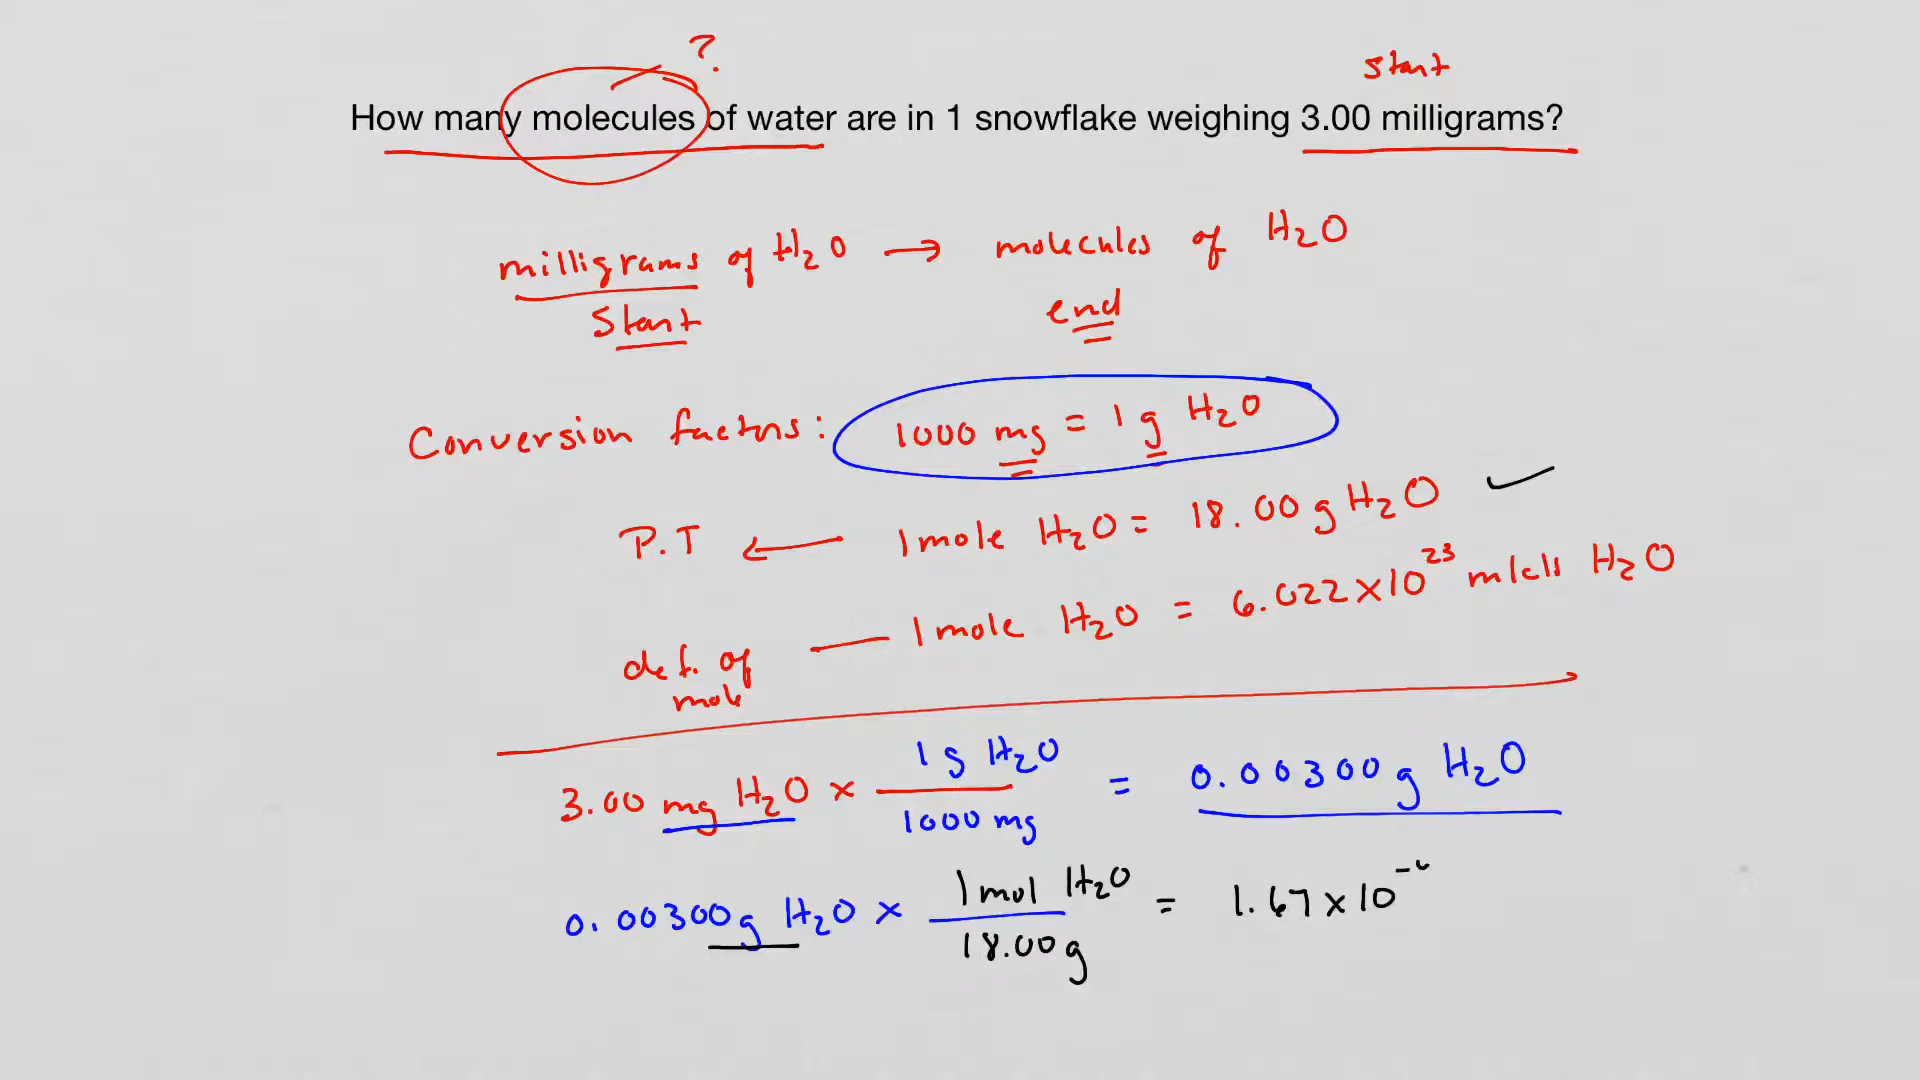 ?
start
How many molecules of water are in 1 snowflake weighing 3.00 milligrams?
milligrams of H₂O → molecules of H₂O
Start end
Conversion factors: 1000 mg = 1 g H₂O
P.T ← 1 mole H₂O = 18.00 g H₂O ✓
def. of mole — 1 mole H₂O = 6.022 x 10²³ mlcls H₂O
3.00 mg H₂O x 1 g H₂O / 1000 mg = 0.00300 g H₂O
0.00300 g H₂O x 1 mol H₂O / 18.00 g = 1.67 x 10⁻